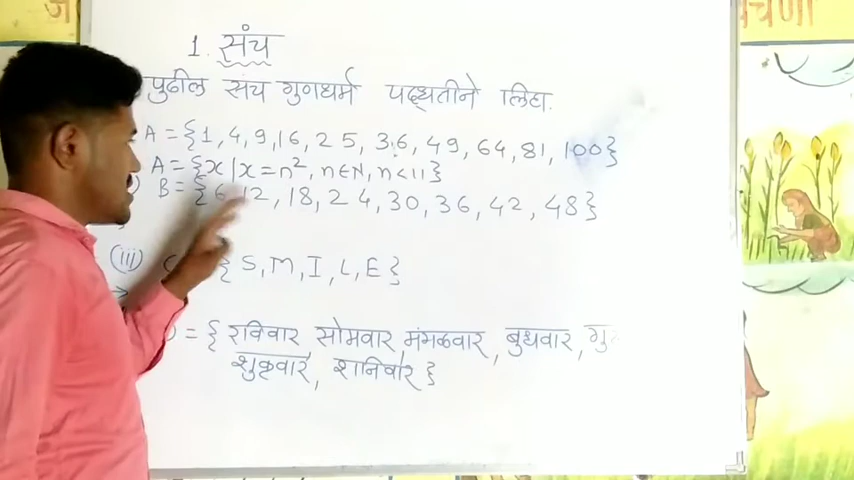 1. संच
पुढील संच गुणधर्म पद्धतीने लिहा.
A = {1, 4, 9, 16, 25, 36, 49, 64, 81, 100}
A = {x | x = n², n∈N, n<11}
B = {6, 12, 18, 24, 30, 36, 42, 48}
(iii) { S, M, I, L, E}
= { रविवार सोमवार मंगळवार, बुधवार,
शुक्रवार, शनिवार }